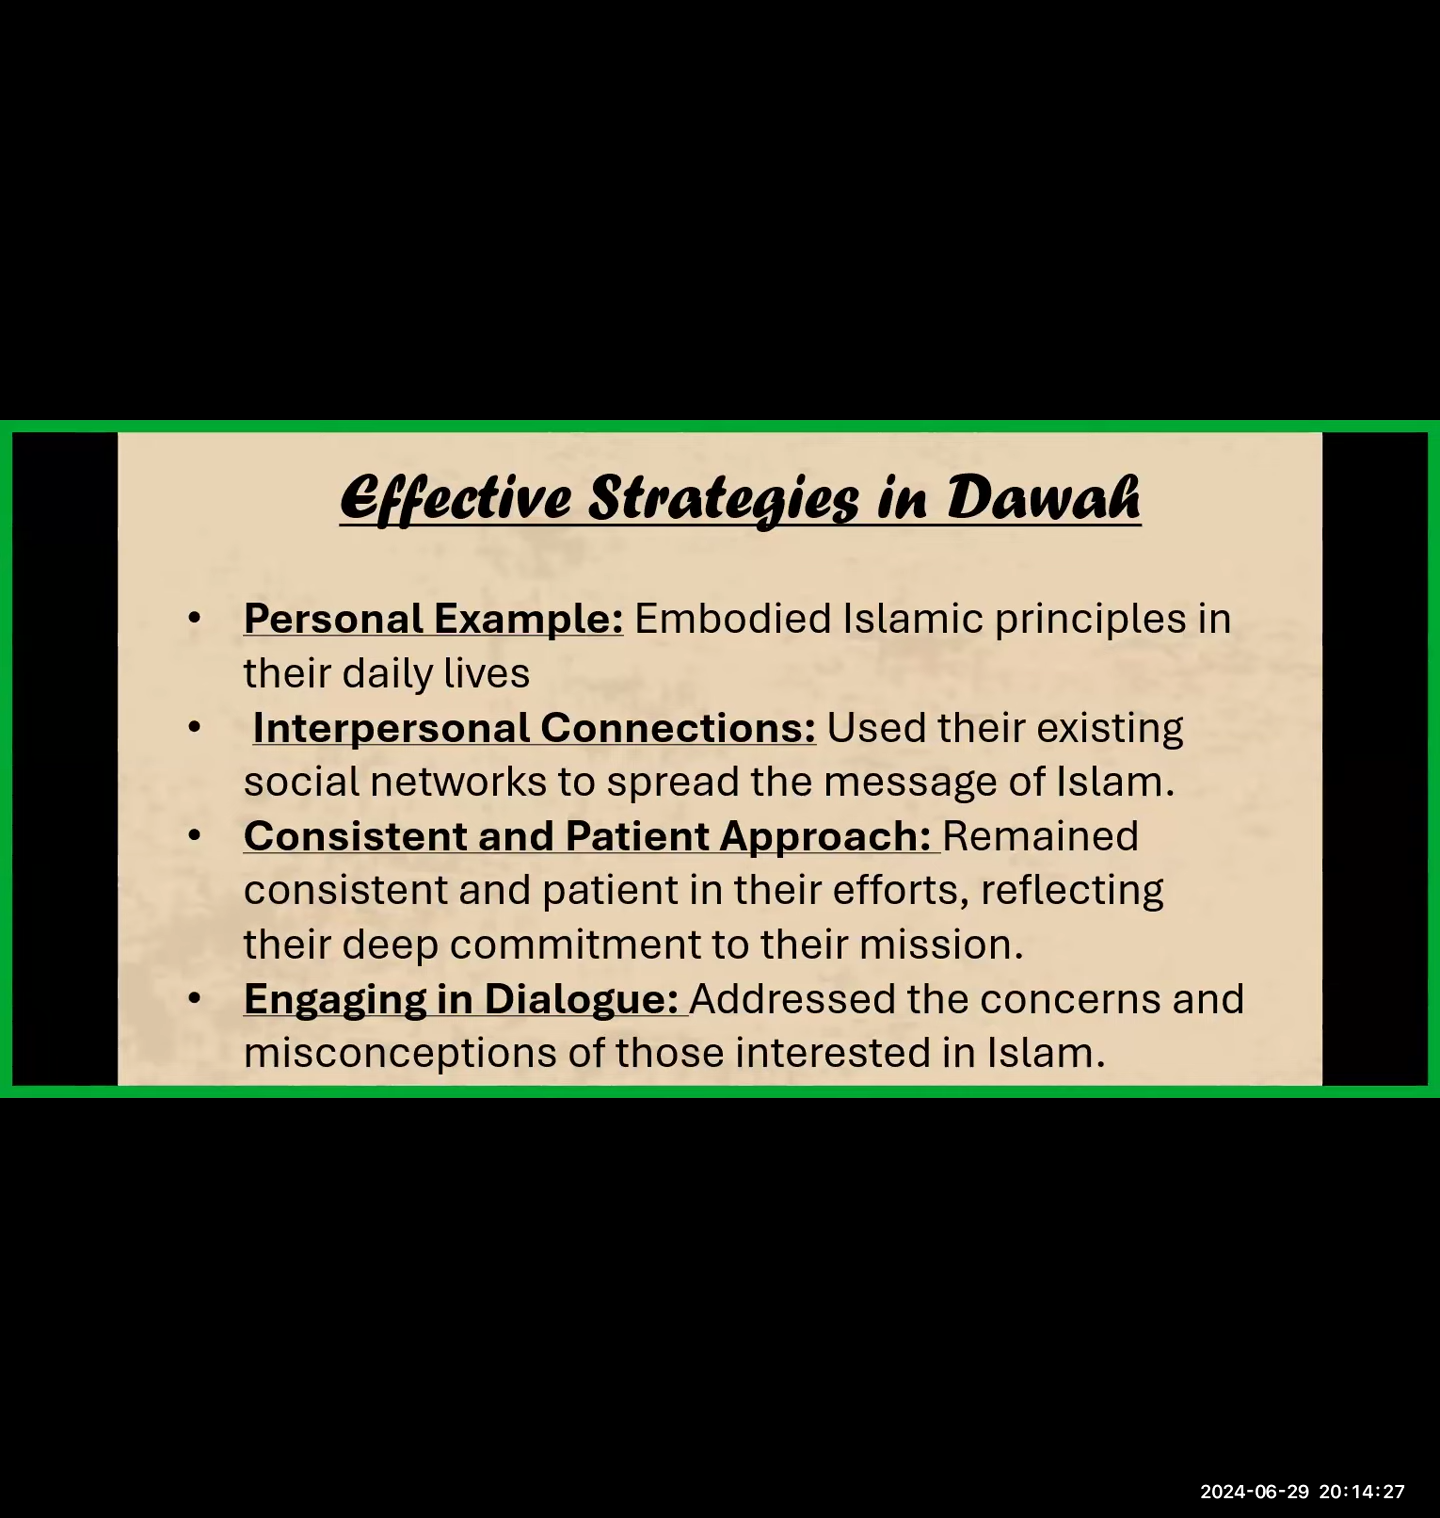 Effective Strategies in Dawah
• Personal Example: Embodied Islamic principles in
their daily lives
• Interpersonal Connections: Used their existing
social networks to spread the message of Islam.
• Consistent and Patient Approach: Remained
consistent and patient in their efforts, reflecting
their deep commitment to their mission.
• Engaging in Dialogue: Addressed the concerns and
misconceptions of those interested in Islam.
2024-06-29 20:14:27